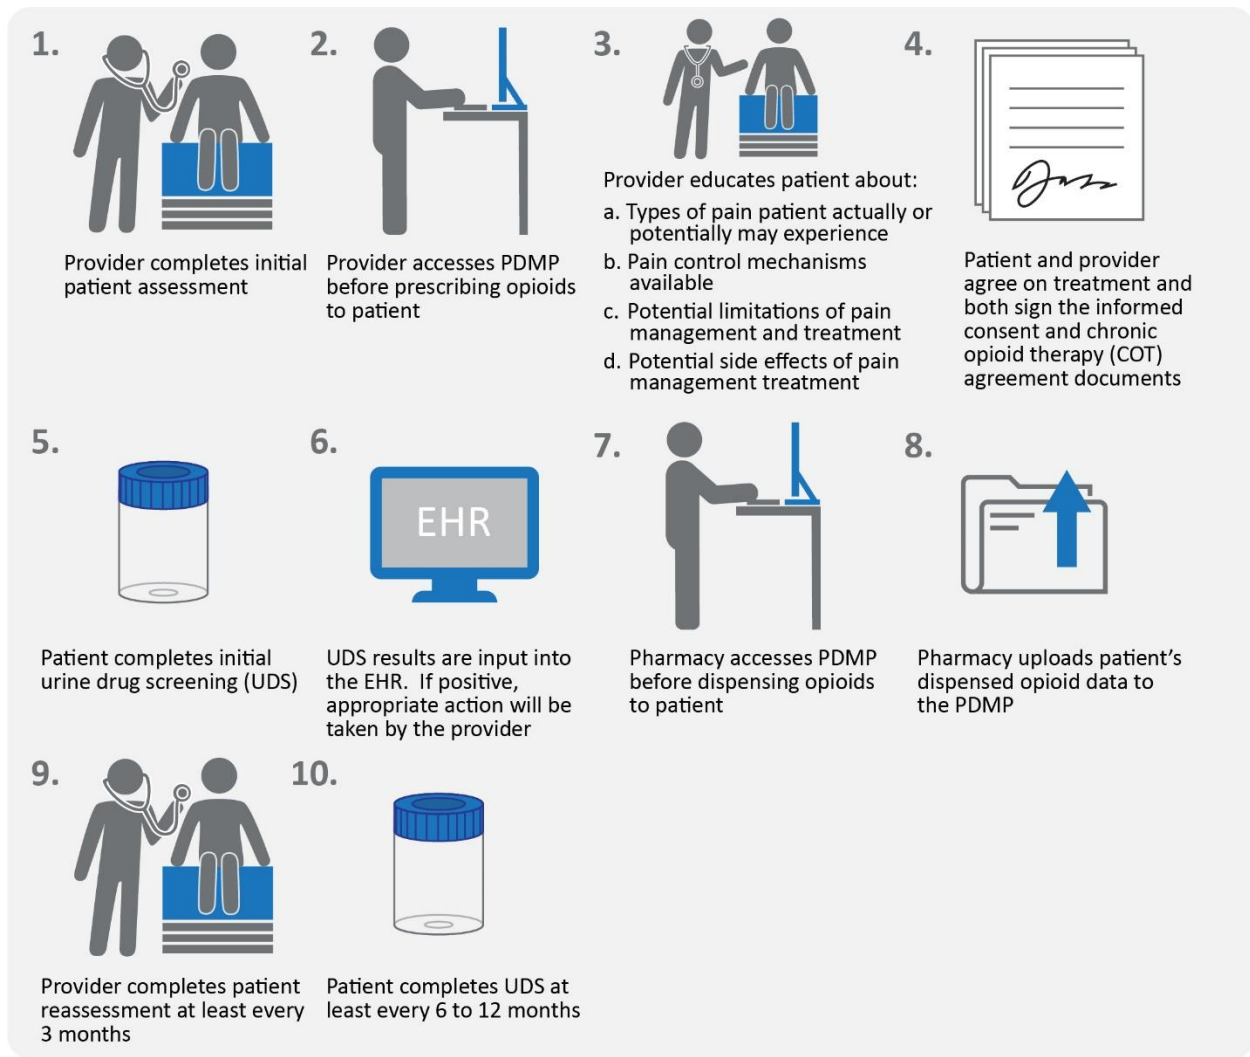 1.
Provider completes initial
patient assessment
2.
Provider accesses PDMP
before prescribing opioids
to patient
3.
Provider educates patient about:
a. Types of pain patient actually or
potentially may experience
b. Pain control mechanisms
available
c. Potential limitations of pain
management and treatment
d. Potential side effects of pain
management treatment
4.
Patient and provider
agree on treatment and
both sign the informed
consent and chronic
opioid therapy (COT)
agreement documents
5.
Patient completes initial
urine drug screening (UDS)
6.
EHR
UDS results are input into
the EHR.  If positive,
appropriate action will be
taken by the provider
7.
Pharmacy accesses PDMP
before dispensing opioids
to patient
8.
Pharmacy uploads patient’s
dispensed opioid data to
the PDMP
9.
Provider completes patient
reassessment at least every
3 months
10.
Patient completes UDS at
least every 6 to 12 months